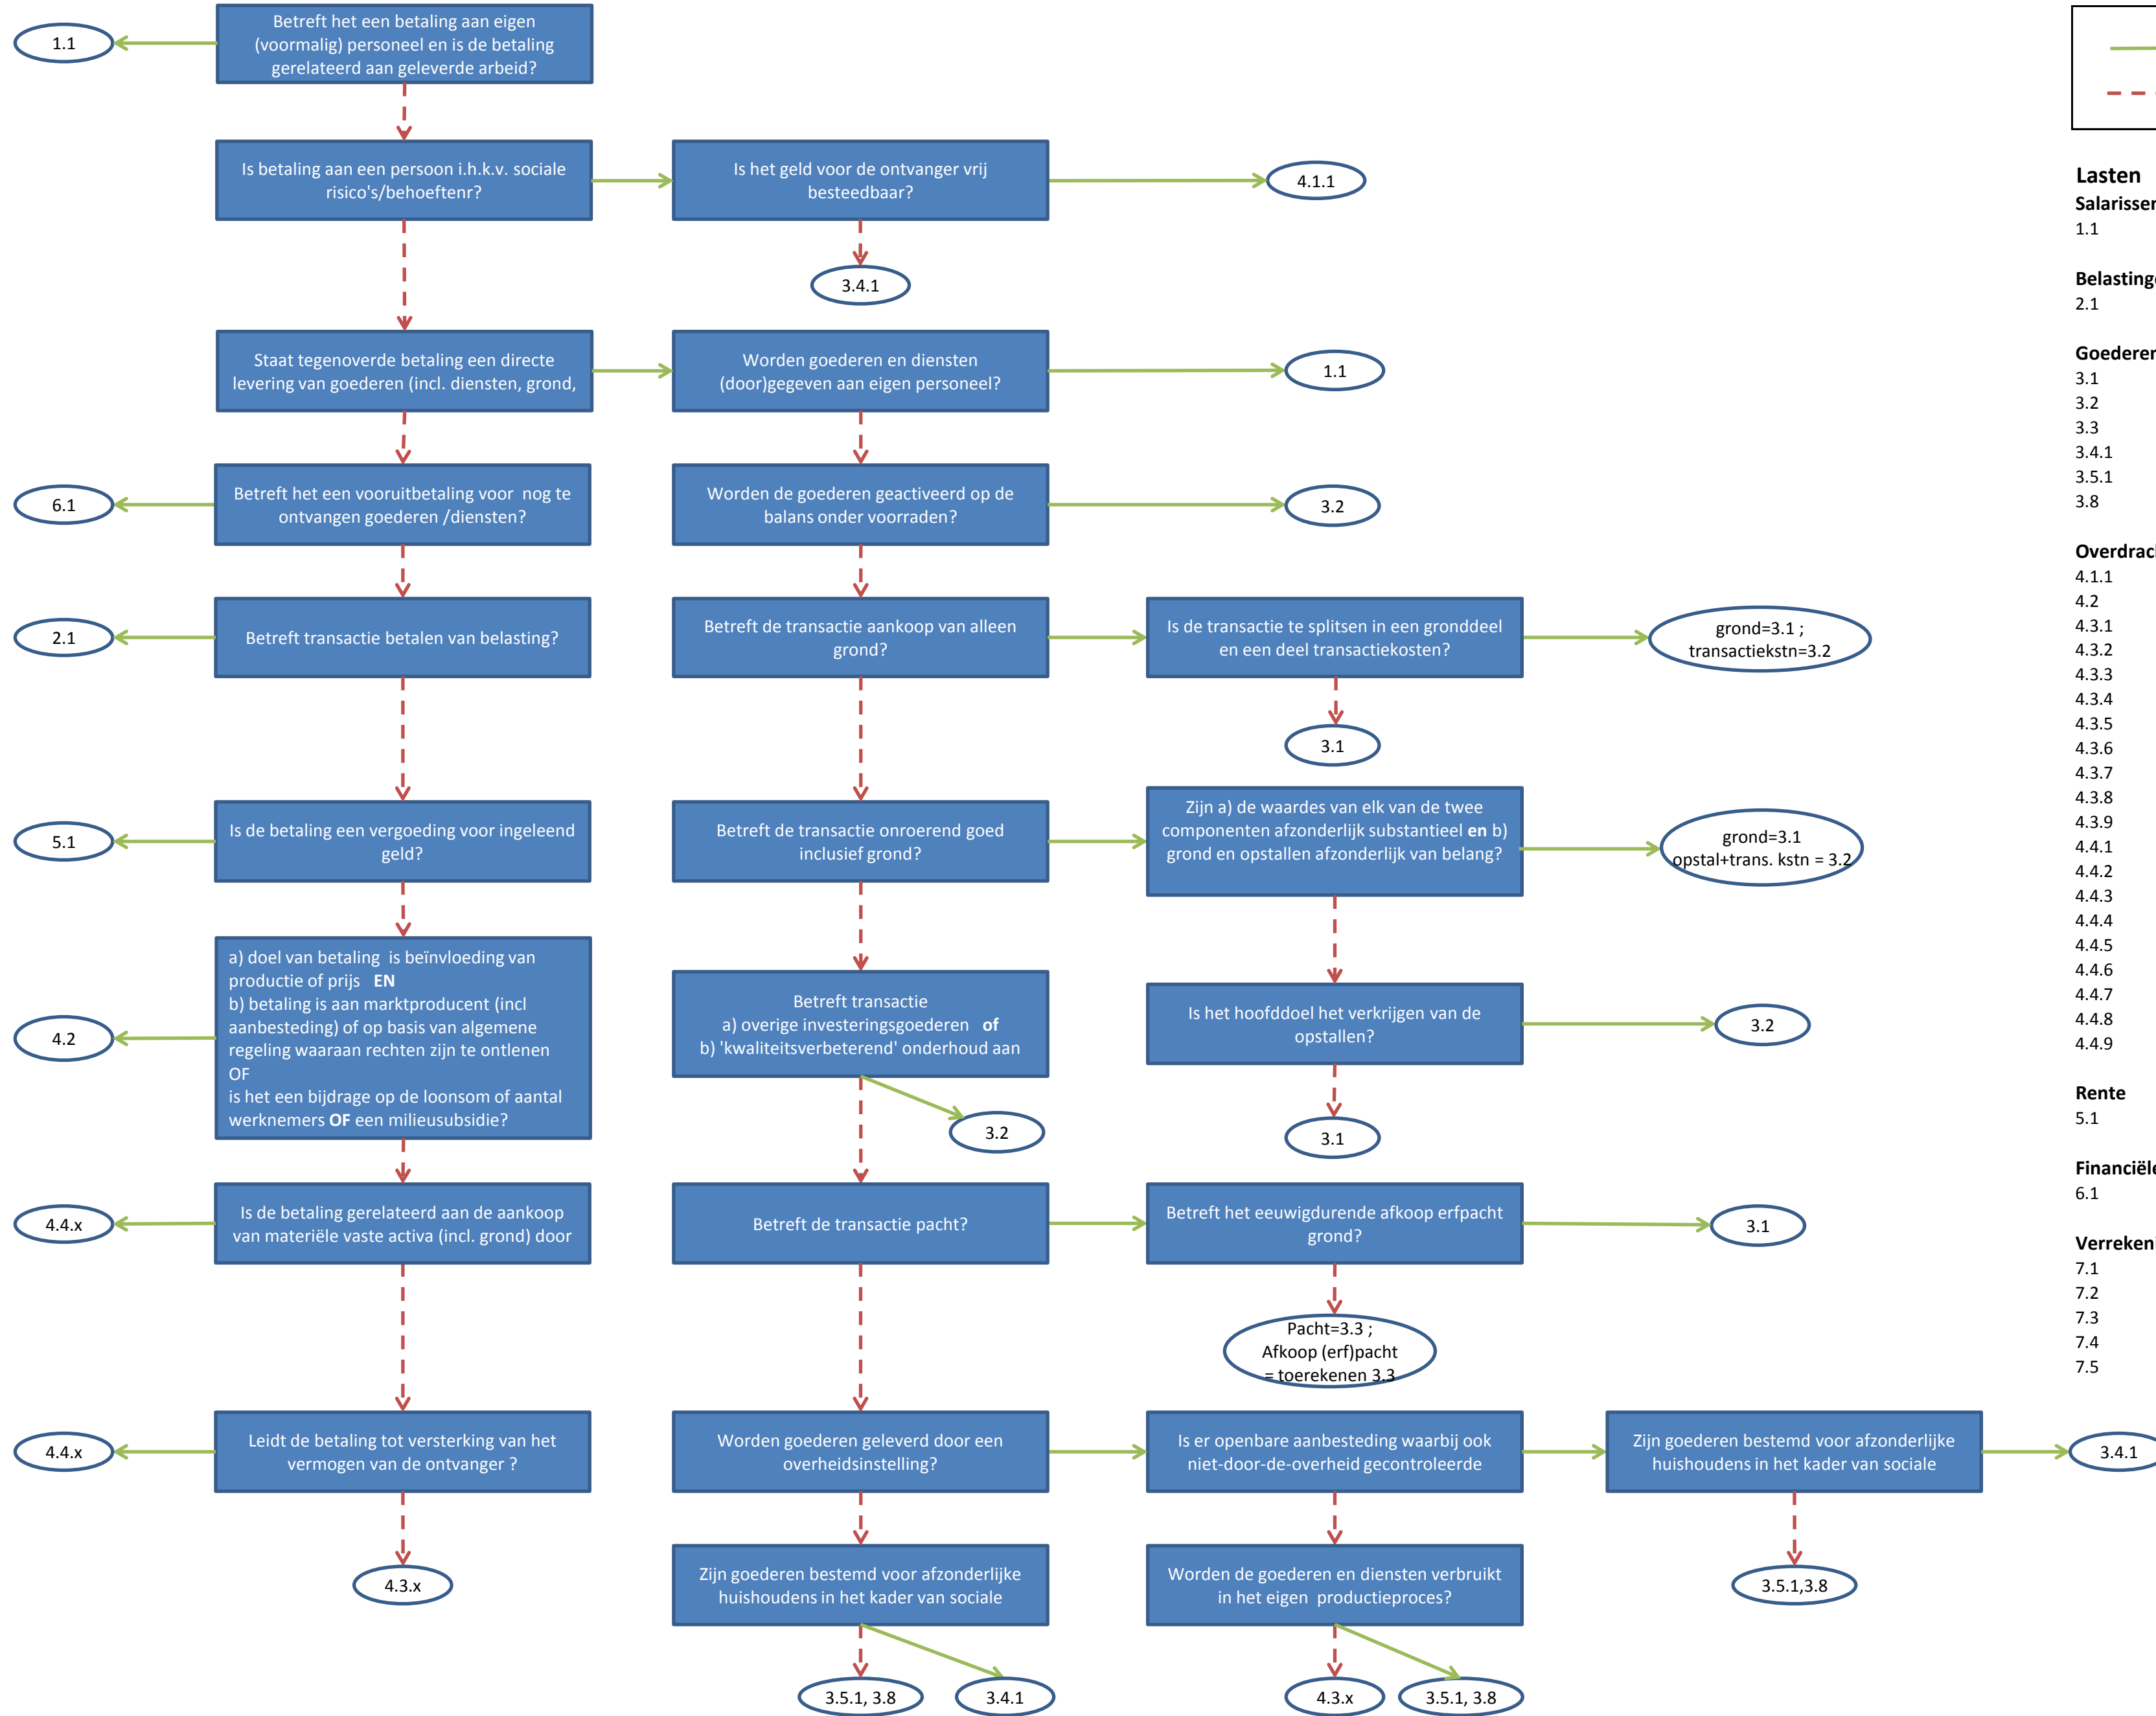 1.1
Betreft het een betaling aan eigen
(voormalig) personeel en is de betaling
gerelateerd aan geleverde arbeid?
Is betaling aan een persoon i.h.k.v. sociale
risico's/behoeftenr?
Is het geld voor de ontvanger vrij
besteedbaar?
4.1.1
3.4.1
Staat tegenoverde betaling een directe
levering van goederen (incl. diensten, grond,
Worden goederen en diensten
(door)gegeven aan eigen personeel?
1.1
6.1
Betreft het een vooruitbetaling voor  nog te
ontvangen goederen /diensten?
Worden de goederen geactiveerd op de
balans onder voorraden?
3.2
2.1
Betreft transactie betalen van belasting?
Betreft de transactie aankoop van alleen
grond?
Is de transactie te splitsen in een gronddeel
en een deel transactiekosten?
grond=3.1 ;
transactiekstn=3.2
3.1
5.1
Is de betaling een vergoeding voor ingeleend
geld?
Betreft de transactie onroerend goed
inclusief grond?
Zijn a) de waardes van elk van de twee
componenten afzonderlijk substantieel en b)
grond en opstallen afzonderlijk van belang?
grond=3.1
opstal+trans. kstn = 3.2
4.2
a) doel van betaling  is beïnvloeding van
productie of prijs   EN
b) betaling is aan marktproducent (incl
aanbesteding) of op basis van algemene
regeling waaraan rechten zijn te ontlenen
OF
is het een bijdrage op de loonsom of aantal
werknemers OF een milieusubsidie?
Betreft transactie
a) overige investeringsgoederen   of
b) 'kwaliteitsverbeterend' onderhoud aan
3.2
Is het hoofddoel het verkrijgen van de
opstallen?
3.2
3.1
4.4.x
Is de betaling gerelateerd aan de aankoop
van materiële vaste activa (incl. grond) door
Betreft de transactie pacht?
Betreft het eeuwigdurende afkoop erfpacht
grond?
3.1
Pacht=3.3 ;
Afkoop (erf)pacht
= toerekenen 3.3
4.4.x
Leidt de betaling tot versterking van het
vermogen van de ontvanger ?
Worden goederen geleverd door een
overheidsinstelling?
Is er openbare aanbesteding waarbij ook
niet-door-de-overheid gecontroleerde
Zijn goederen bestemd voor afzonderlijke
huishoudens in het kader van sociale
3.4.1
4.3.x
Zijn goederen bestemd voor afzonderlijke
huishoudens in het kader van sociale
Worden de goederen en diensten verbruikt
in het eigen  productieproces?
3.5.1,3.8
3.5.1, 3.8
3.4.1
4.3.x
3.5.1, 3.8
Lasten
Salarissen
1.1
Belasting
2.1
Goederen
3.1
3.2
3.3
3.4.1
3.5.1
3.8
Overdrac
4.1.1
4.2
4.3.1
4.3.2
4.3.3
4.3.4
4.3.5
4.3.6
4.3.7
4.3.8
4.3.9
4.4.1
4.4.2
4.4.3
4.4.4
4.4.5
4.4.6
4.4.7
4.4.8
4.4.9
Rente
5.1
Financiële
6.1
Verreken
7.1
7.2
7.3
7.4
7.5